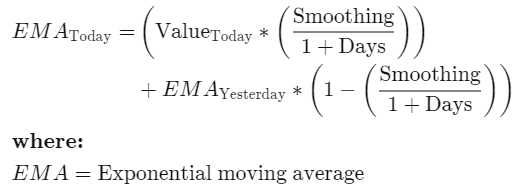 EMA_Today = (Value_Today * (Smoothing / 1 + Days))
+ EMA_Yesterday * (1 − (Smoothing / 1 + Days))
where:
EMA = Exponential moving average